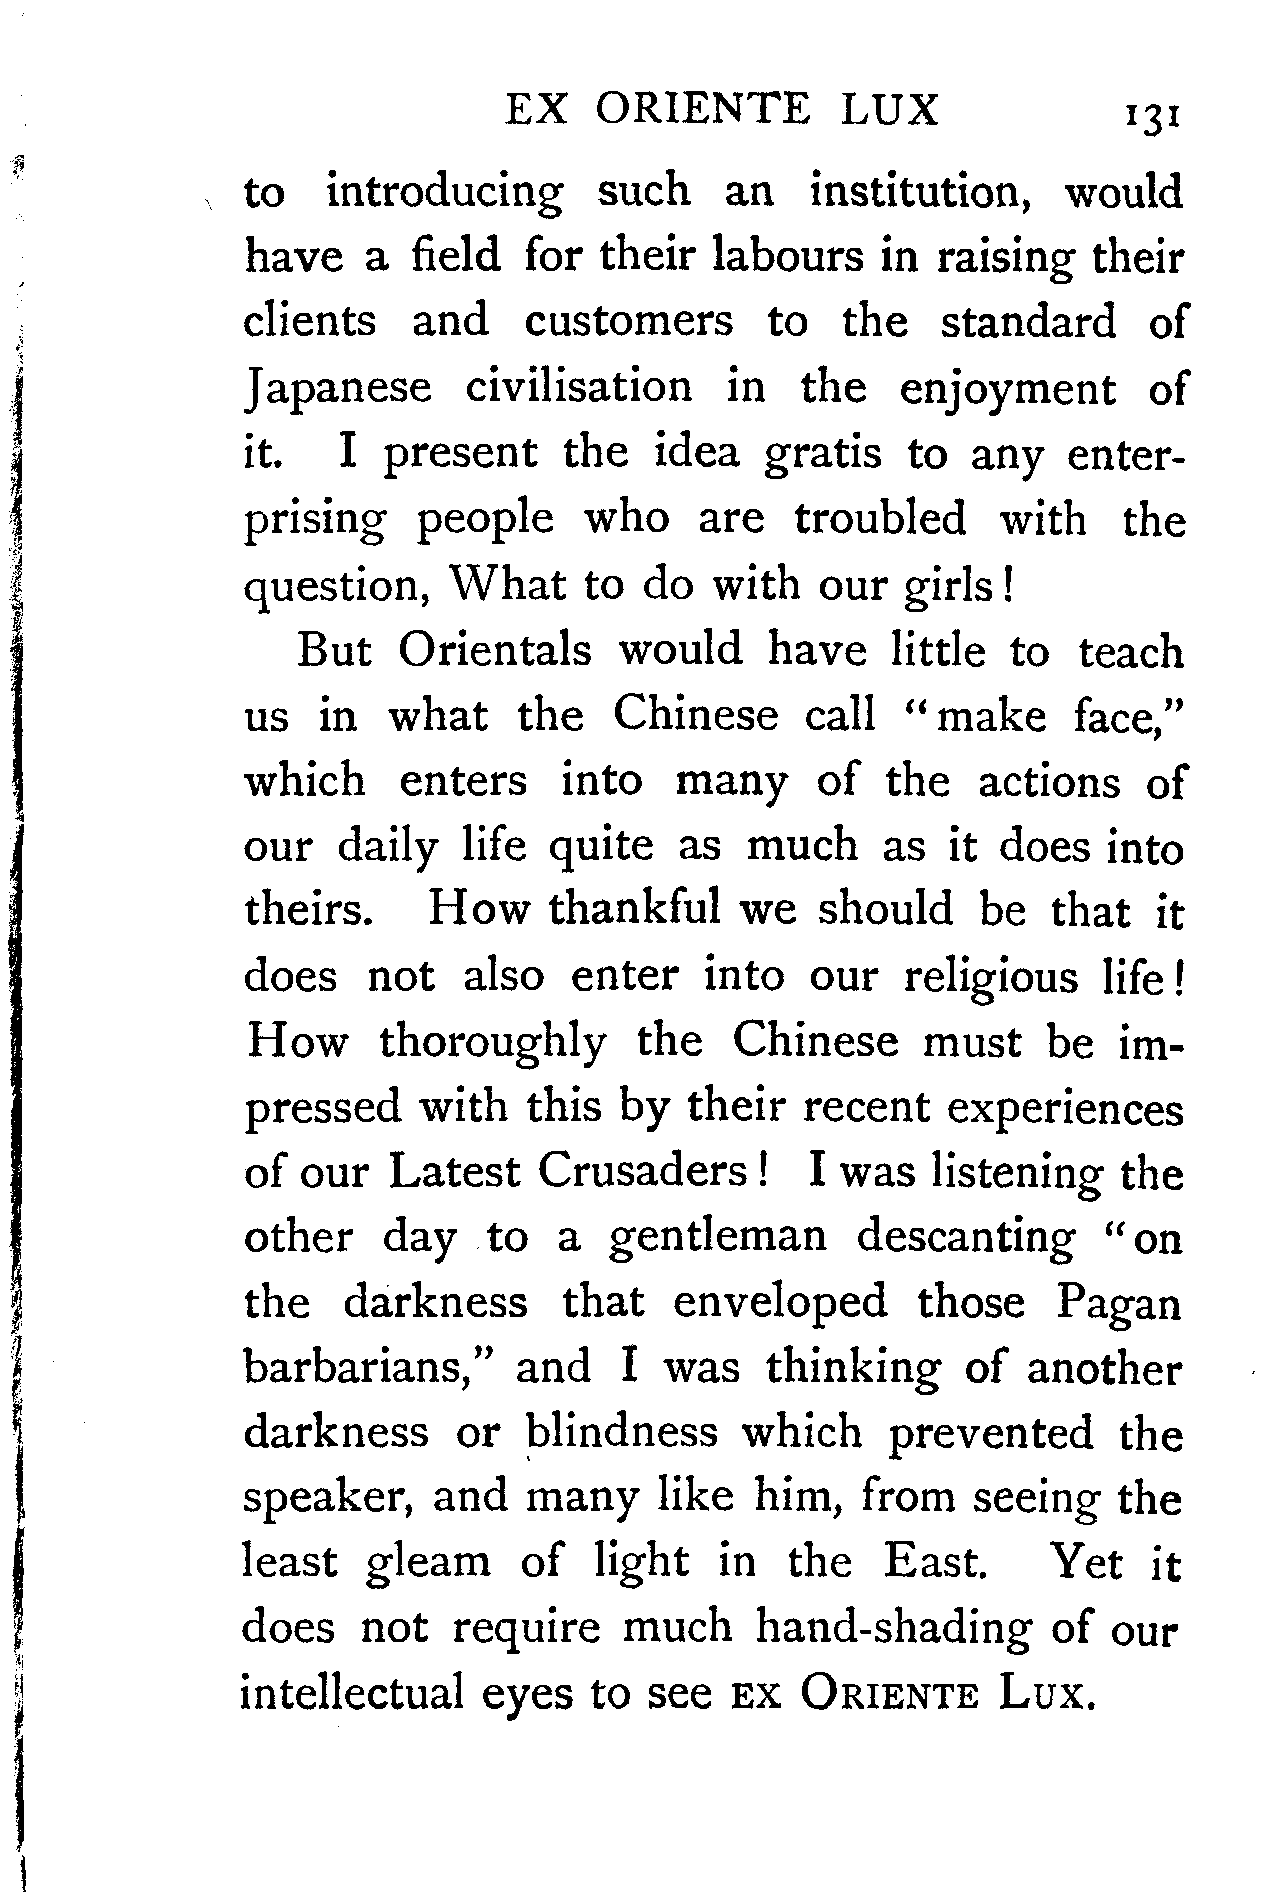 EX ORIENTE LUX 131
to introducing such an institution, would
have a field for their labours in raising their
clients and customers to the standard of
Japanese civilisation in the enjoyment of
it. I present the idea gratis to any enter-
prising people who are troubled with the
question, What to do with our girls!
But Orientals would have little to teach
us in what the Chinese call "make face,"
which enters into many of the actions of
our daily life quite as much as it does into
theirs. How thankful we should be that it
does not also enter into our religious life!
How thoroughly the Chinese must be im-
pressed with this by their recent experiences
of our Latest Crusaders! I was listening the
other day to a gentleman descanting "on
the darkness that enveloped those Pagan
barbarians," and I was thinking of another
darkness or blindness which prevented the
speaker, and many like him, from seeing the
least gleam of light in the East. Yet it
does not require much hand-shading of our
intellectual eyes to see EX ORIENTE LUX.